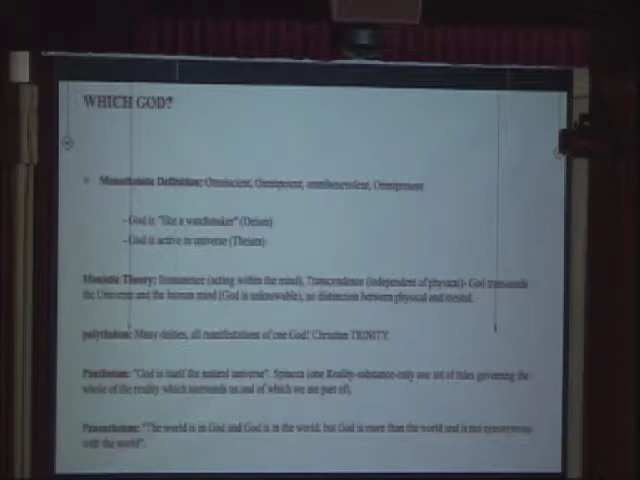 WHICH GOD?
Monotheistic Definition: Omniscient, Omnipotent, omnibenevolent, Omnipresent
-God is "like a watchmaker" (Deism)
-God is active in universe (Theism)
Monistic Theory: Immanence (acting within the mind), Transcendence (independent of physical)- God transcends
the Universe and the human mind (God is unknowable), no distinction between physical and mental.
polytheism: Many deities, all manifestations of one God? Christian TRINITY.
Pantheism: "God is itself the natural universe". Spinoza (one Reality-substance-only one set of rules governing the
whole of the reality which surrounds us and of which we are part of).
Panentheism: "The world is in God and God is in the world, but God is more than the world and is not synonymous
with the world".